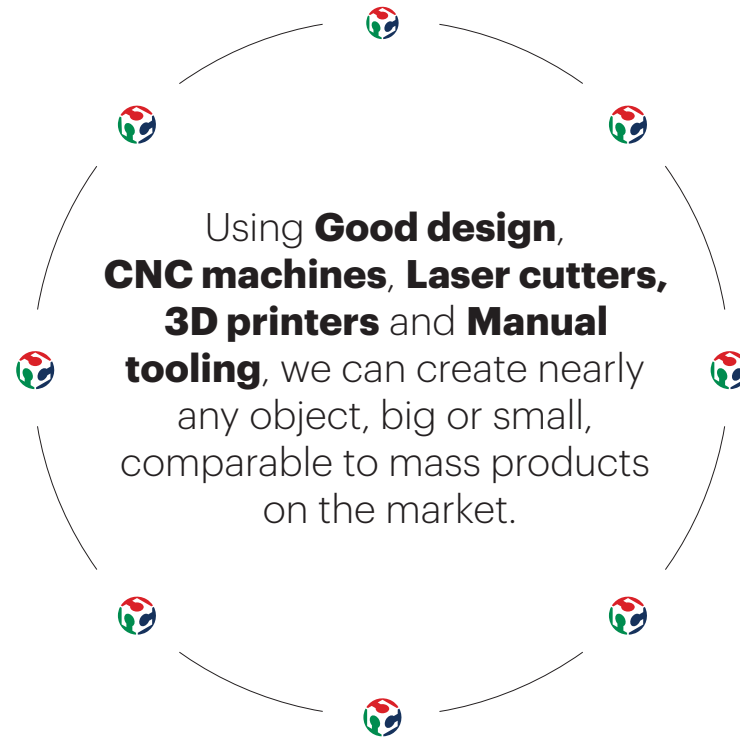 Using Good design,
CNC machines, Laser cutters,
3D printers and Manual
tooling, we can create nearly
any object, big or small,
comparable to mass products
on the market.